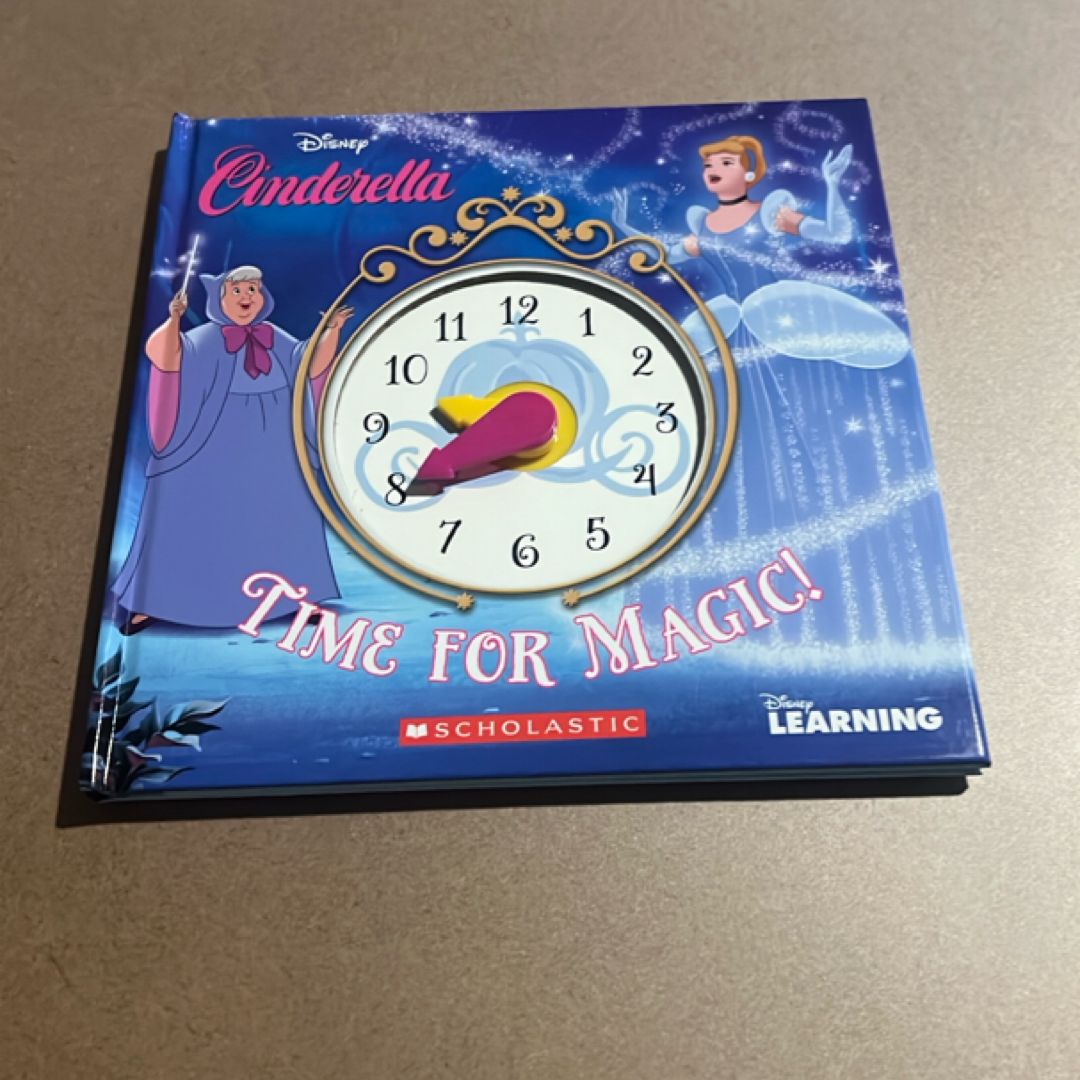 Disney
Cinderella
12
11
1
10
2
9
3
8
4
7
5
6
TIME FOR MAGIC!
SCHOLASTIC
Disney
LEARNING